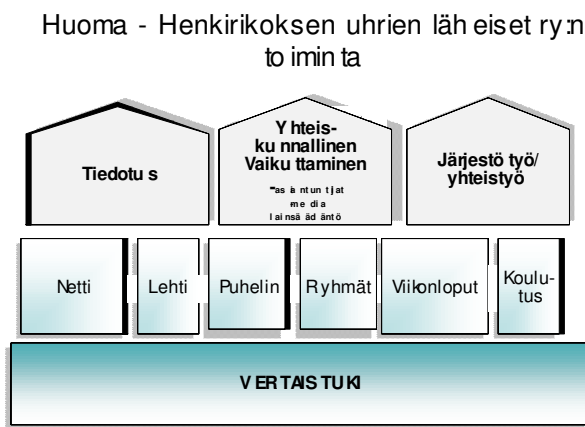 Huoma - Henkirikoksen uhrien läheiset ry:n
toiminta
Tiedotus
Yhteis-
kunnallinen
Vaikuttaminen
-asiantuntijat
-media
lainsäädäntö
Järjestötyö/
yhteistyö
Netti
Lehti
Puhelin
Ryhmät
Viikonloput
Koulu-
tus
VERTAISTUKI